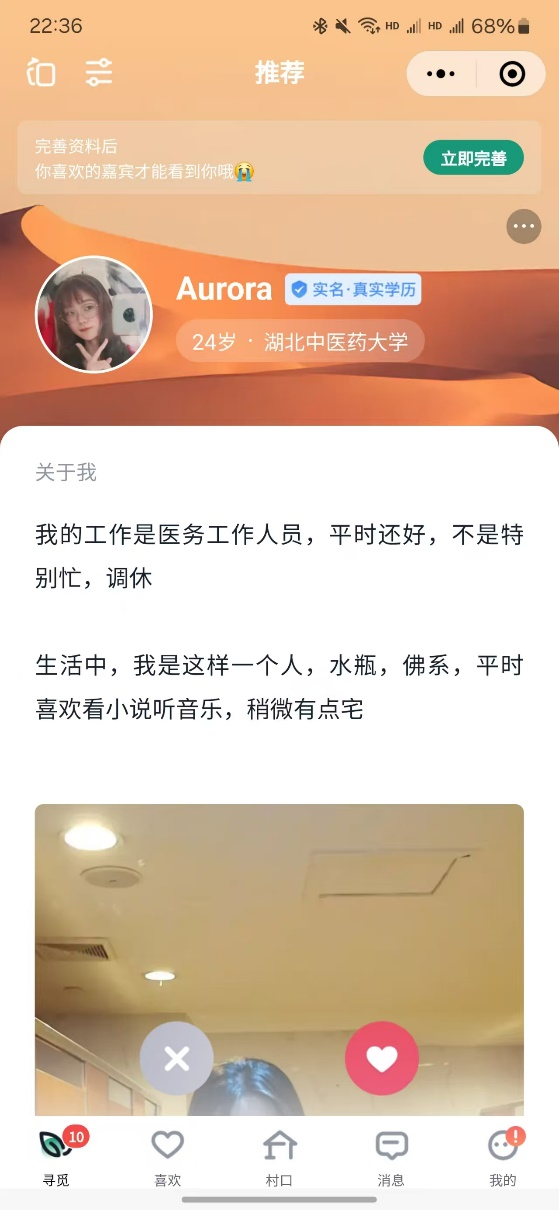 22:36
HD HD 68%
推荐
完善资料后
你喜欢的嘉宾才能看到你哦😭
立即完善
Aurora 实名·真实学历
24岁 · 湖北中医药大学
关于我
我的工作是医务工作人员，平时还好，不是特
别忙，调休
生活中，我是这样一个人，水瓶，佛系，平时
喜欢看小说听音乐，稍微有点宅
10
!
寻觅 喜欢 村口 消息 我的